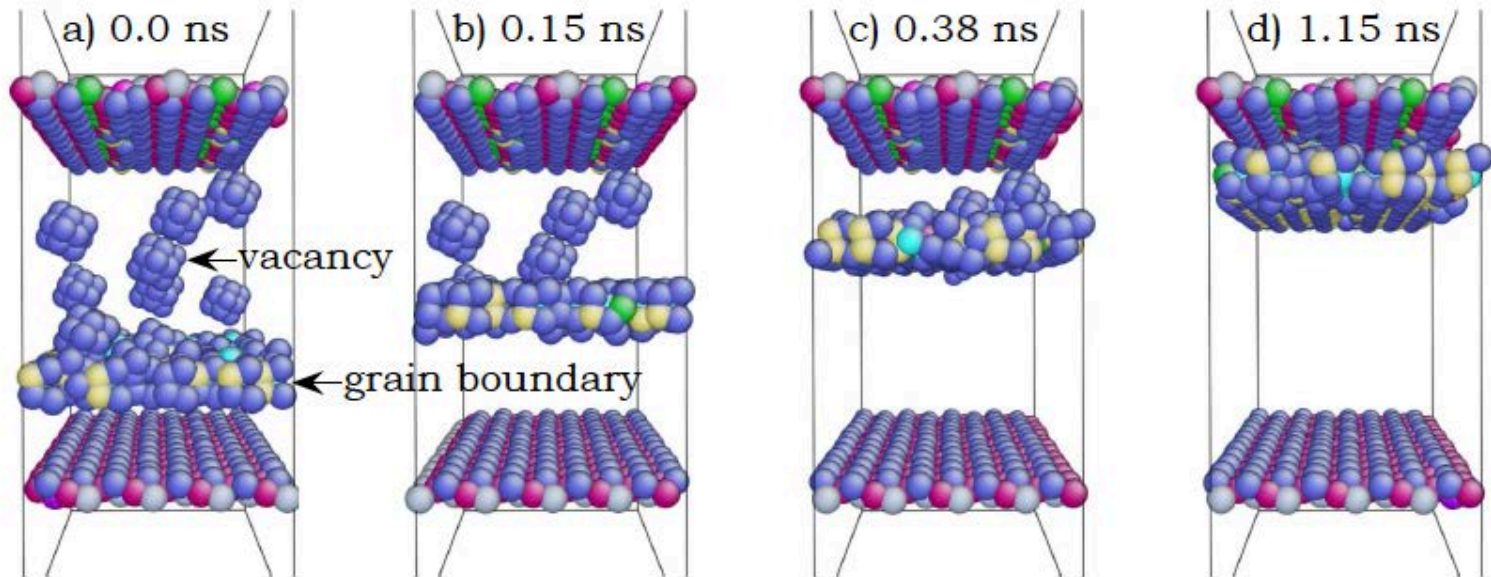 a) 0.0 ns
b) 0.15 ns
c) 0.38 ns
d) 1.15 ns
vacancy
grain boundary